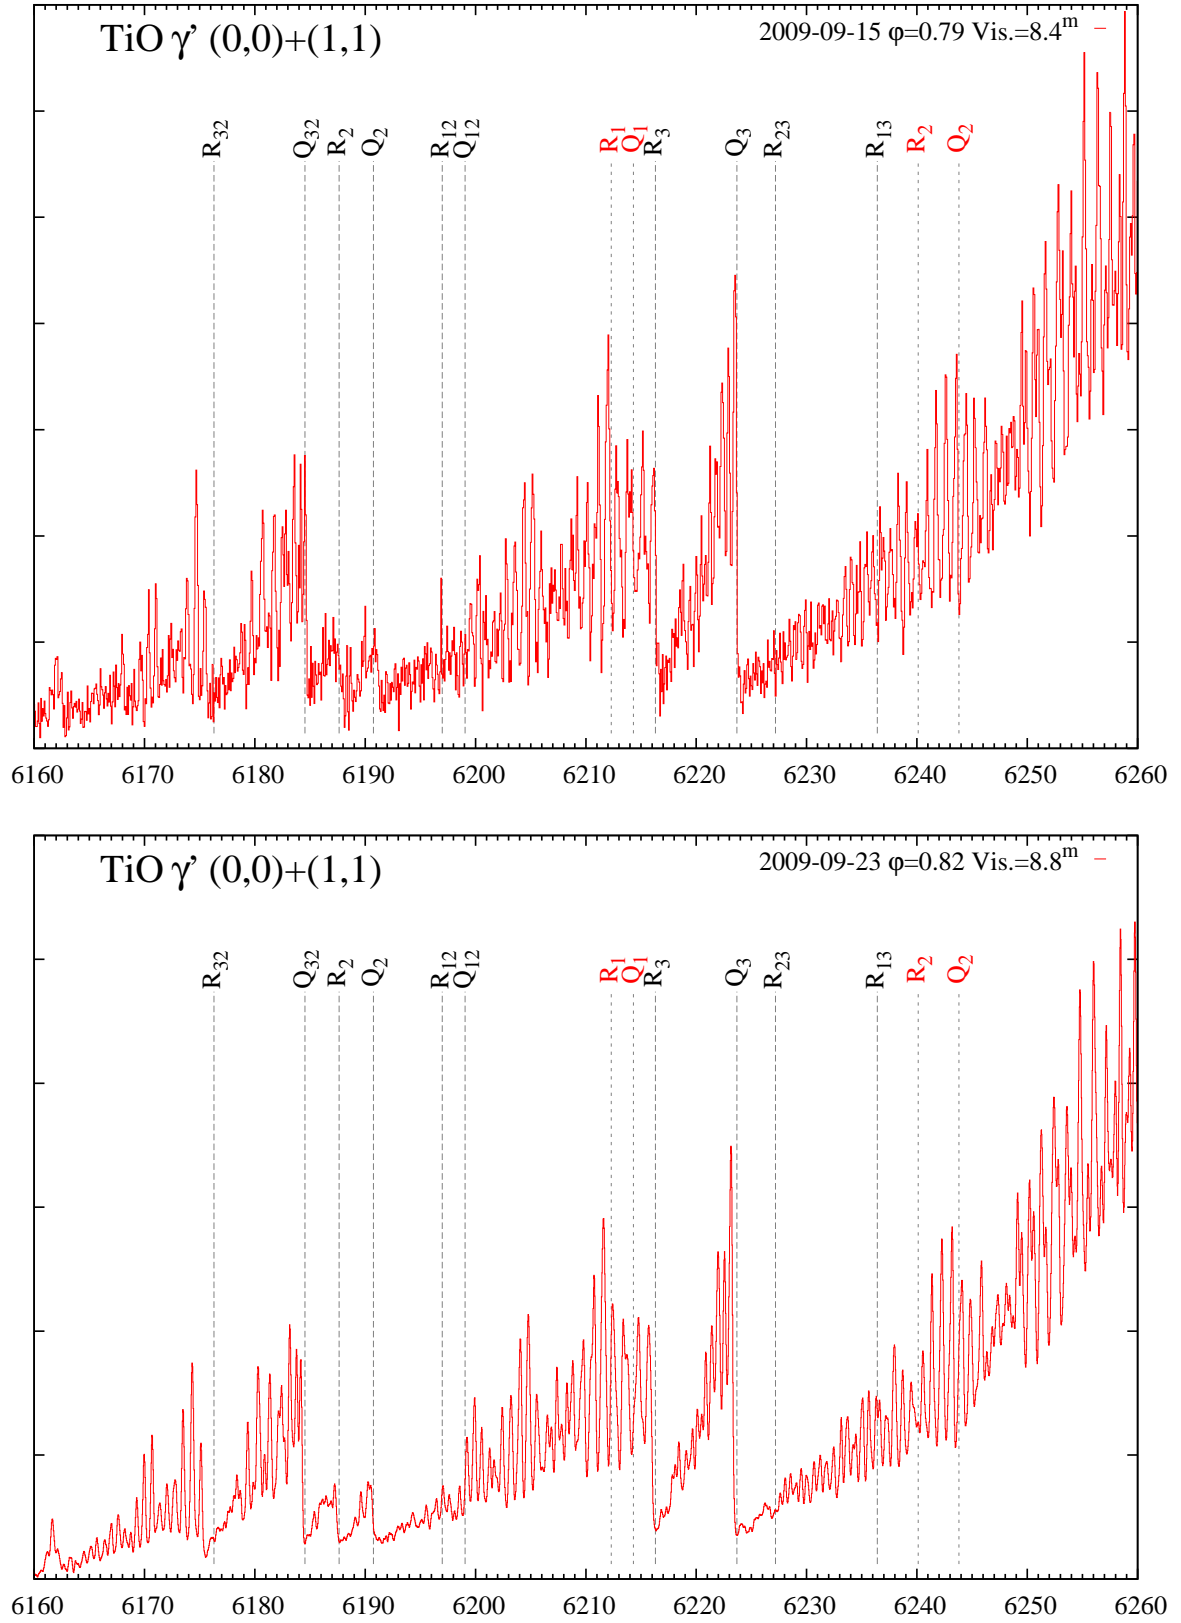 TiO γ’ (0,0)+(1,1)
2009-09-15 φ=0.79 Vis.=8.4ᵐ
R₃₂ Q₃₂ R₂ Q₂ R₁₂ Q₁₂ R₁ Q₁ R₃ Q₃ R₂₃ R₁₃ R₂ Q₂
6160 6170 6180 6190 6200 6210 6220 6230 6240 6250 6260
TiO γ’ (0,0)+(1,1)
2009-09-23 φ=0.82 Vis.=8.8ᵐ
R₃₂ Q₃₂ R₂ Q₂ R₁₂ Q₁₂ R₁ Q₁ R₃ Q₃ R₂₃ R₁₃ R₂ Q₂
6160 6170 6180 6190 6200 6210 6220 6230 6240 6250 6260